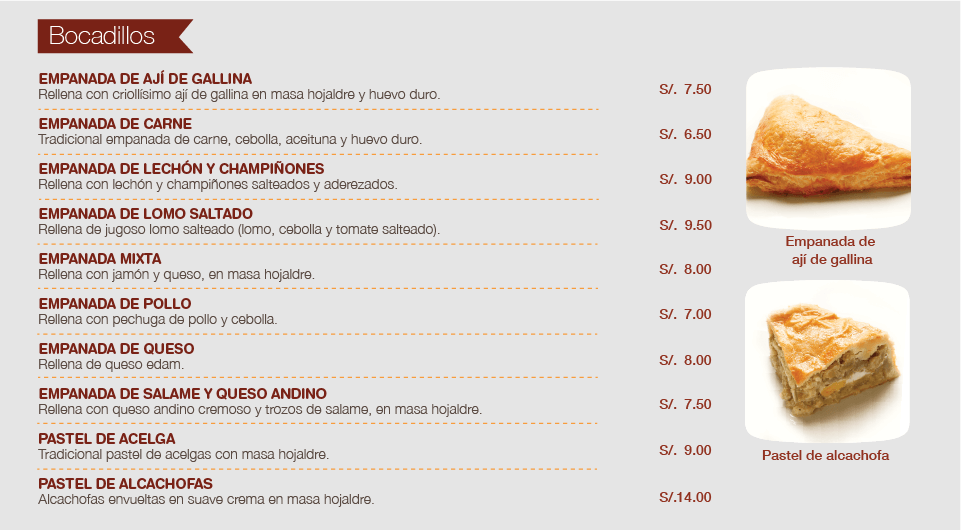 Bocadillos
EMPANADA DE AJÍ DE GALLINA
Rellena con criollísimo ají de gallina en masa hojaldre y huevo duro.
S/. 7.50
EMPANADA DE CARNE
Tradicional empanada de carne, cebolla, aceituna y huevo duro.
S/. 6.50
EMPANADA DE LECHÓN Y CHAMPIÑONES
Rellena con lechón y champiñones salteados y aderezados.
S/. 9.00
EMPANADA DE LOMO SALTADO
Rellena de jugoso lomo salteado (lomo, cebolla y tomate salteado).
S/. 9.50
EMPANADA MIXTA
Rellena con jamón y queso, en masa hojaldre.
S/. 8.00
EMPANADA DE POLLO
Rellena con pechuga de pollo y cebolla.
S/. 7.00
EMPANADA DE QUESO
Rellena de queso edam.
S/. 8.00
EMPANADA DE SALAME Y QUESO ANDINO
Rellena con queso andino cremoso y trozos de salame, en masa hojaldre.
S/. 7.50
PASTEL DE ACELGA
Tradicional pastel de acelgas con masa hojaldre.
S/. 9.00
PASTEL DE ALCACHOFAS
Alcachofas envueltas en suave crema en masa hojaldre.
S/.14.00
Empanada de
ají de gallina
Pastel de alcachofa